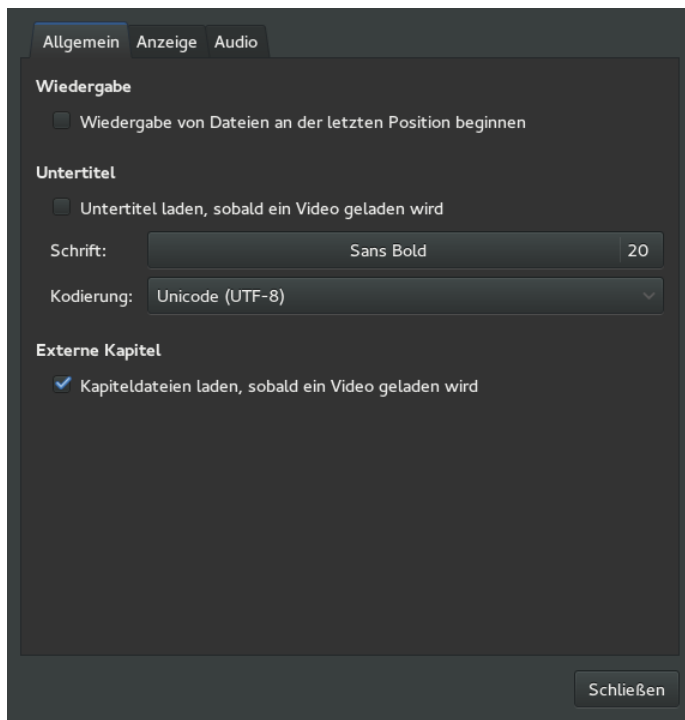 Allgemein Anzeige Audio
Wiedergabe
Wiedergabe von Dateien an der letzten Position beginnen
Untertitel
Untertitel laden, sobald ein Video geladen wird
Schrift: Sans Bold 20
Kodierung: Unicode (UTF-8)
Externe Kapitel
Kapiteldateien laden, sobald ein Video geladen wird
Schließen